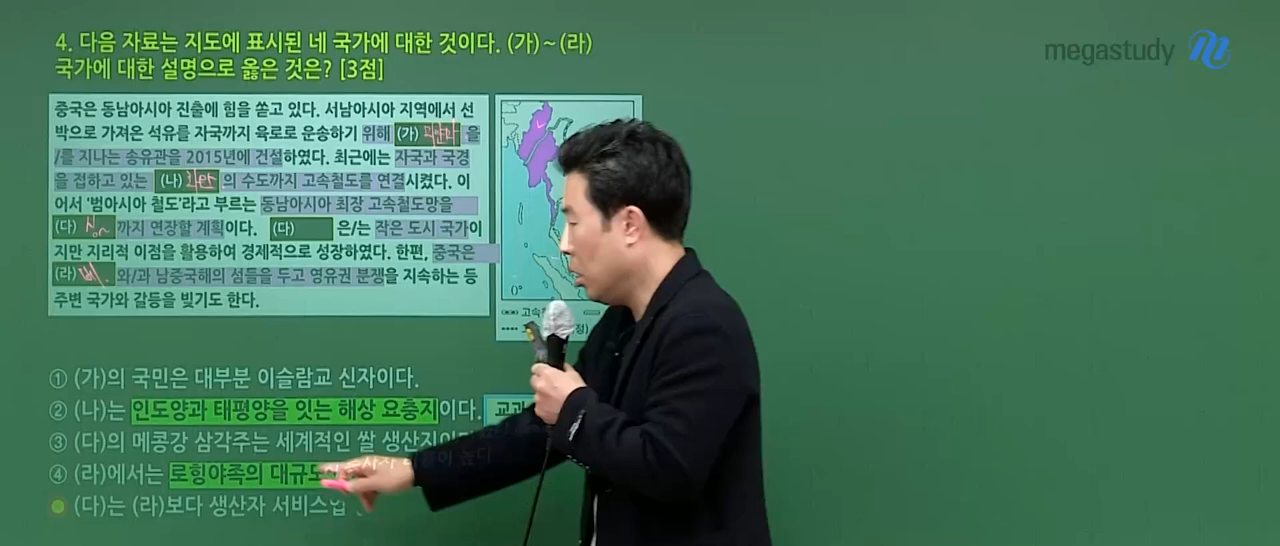 4. 다음 자료는 지도에 표시된 네 국가에 대한 것이다. (가)~(라)
국가에 대한 설명으로 옳은 것은? [3점]
megastudy
중국은 동남아시아 진출에 힘을 쏟고 있다. 서남아시아 지역에서 선
박으로 가져온 석유를 자국까지 육로로 운송하기 위해 (가) 을
/를 지나는 송유관을 2015년에 건설하였다. 최근에는 자국과 국경
을 접하고 있는 (나) 의 수도까지 고속철도를 연결시켰다. 이
어서 '범아시아 철도'라고 부르는 동남아시아 최장 고속철도망을
(다) 싱 까지 연장할 계획이다. (다) 은/는 작은 도시 국가이
지만 지리적 이점을 활용하여 경제적으로 성장하였다. 한편, 중국은
(라) 베. 와/과 남중국해의 섬들을 두고 영유권 분쟁을 지속하는 등
주변 국가와 갈등을 빚기도 한다.
0°
고속
정)
① (가)의 국민은 대부분 이슬람교 신자이다.
② (나)는 인도양과 태평양을 잇는 해상 요충지이다. 교과
③ (다)의 메콩강 삼각주는 세계적인 쌀 생산지이다
④ (라)에서는 로힝야족의 대규모
(다)는 (라)보다 생산자 서비스업